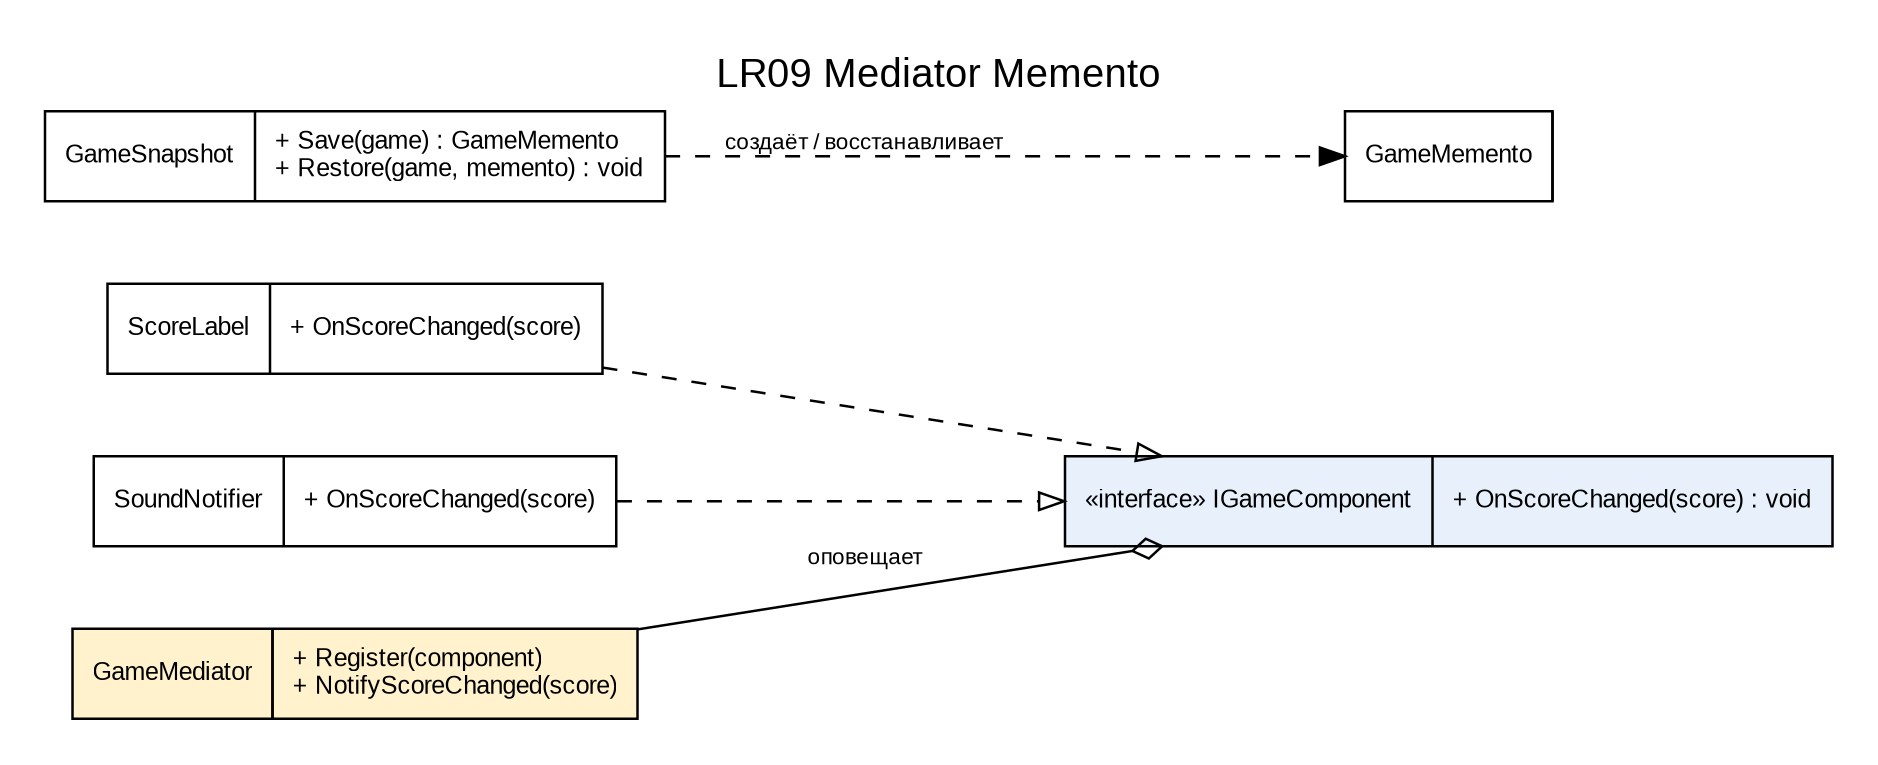 LR09 Mediator Memento
GameSnapshot
+ Save(game) : GameMemento
+ Restore(game, memento) : void
создаёт / восстанавливает
GameMemento
ScoreLabel
+ OnScoreChanged(score)
SoundNotifier
+ OnScoreChanged(score)
«interface» IGameComponent
+ OnScoreChanged(score) : void
оповещает
GameMediator
+ Register(component)
+ NotifyScoreChanged(score)